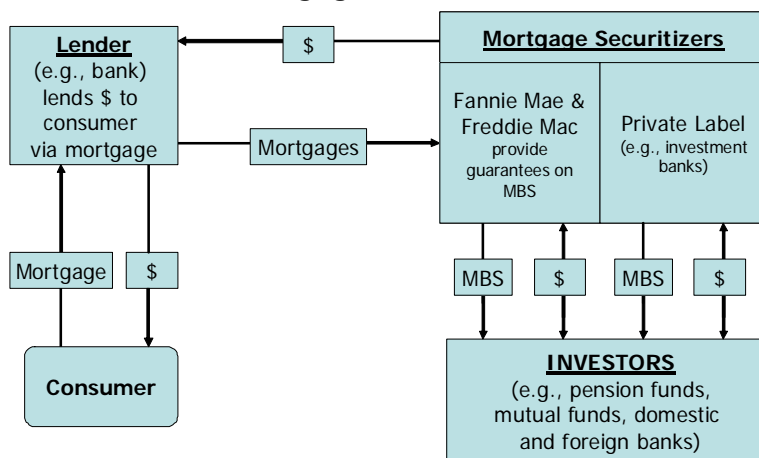 Lender
(e.g., bank)
lends $ to
consumer
via mortgage
$
Mortgage Securitizers
Fannie Mae &
Freddie Mac
provide
guarantees on
MBS
Private Label
(e.g., investment
banks)
Mortgages
Mortgage
$
MBS
$
MBS
$
Consumer
INVESTORS
(e.g., pension funds,
mutual funds, domestic
and foreign banks)